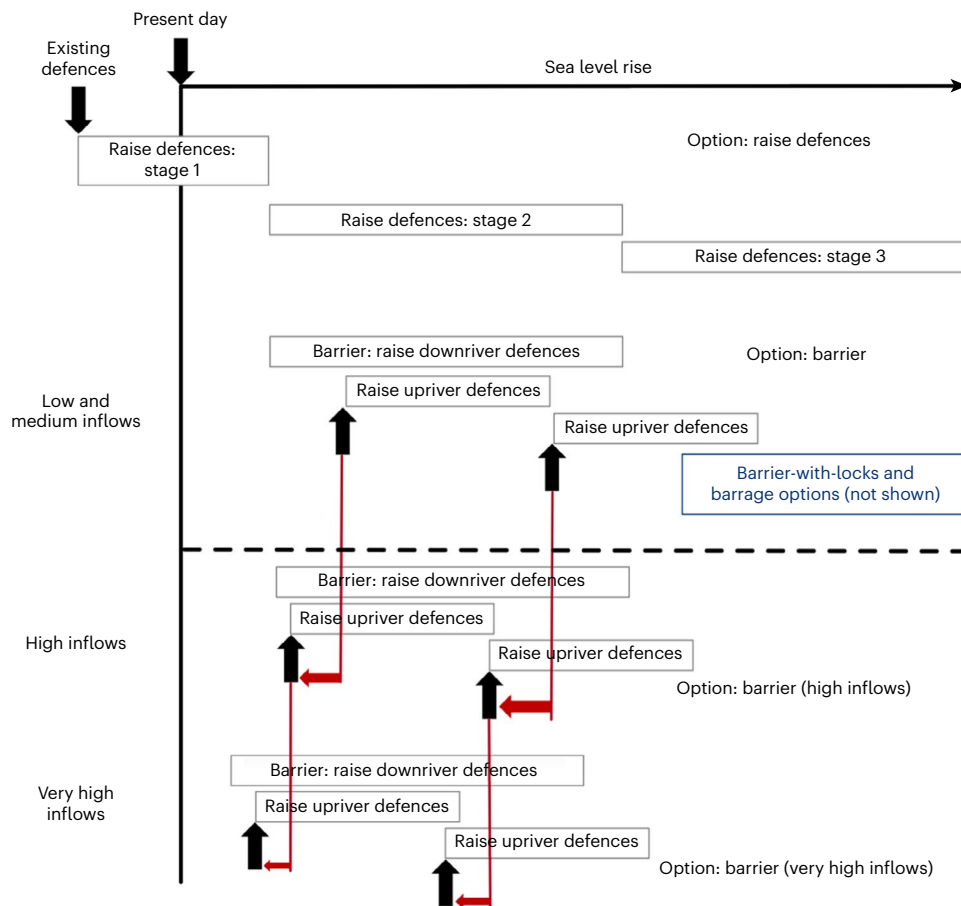 Present day
Existing
defences
Sea level rise
Raise defences:
stage 1
Option: raise defences
Raise defences: stage 2
Raise defences: stage 3
Barrier: raise downriver defences
Option: barrier
Raise upriver defences
Low and
medium inflows
Raise upriver defences
Barrier-with-locks and
barrage options (not shown)
Barrier: raise downriver defences
Raise upriver defences
High inflows
Raise upriver defences
Option: barrier (high inflows)
Barrier: raise downriver defences
Very high
inflows
Raise upriver defences
Raise upriver defences
Option: barrier (very high inflows)